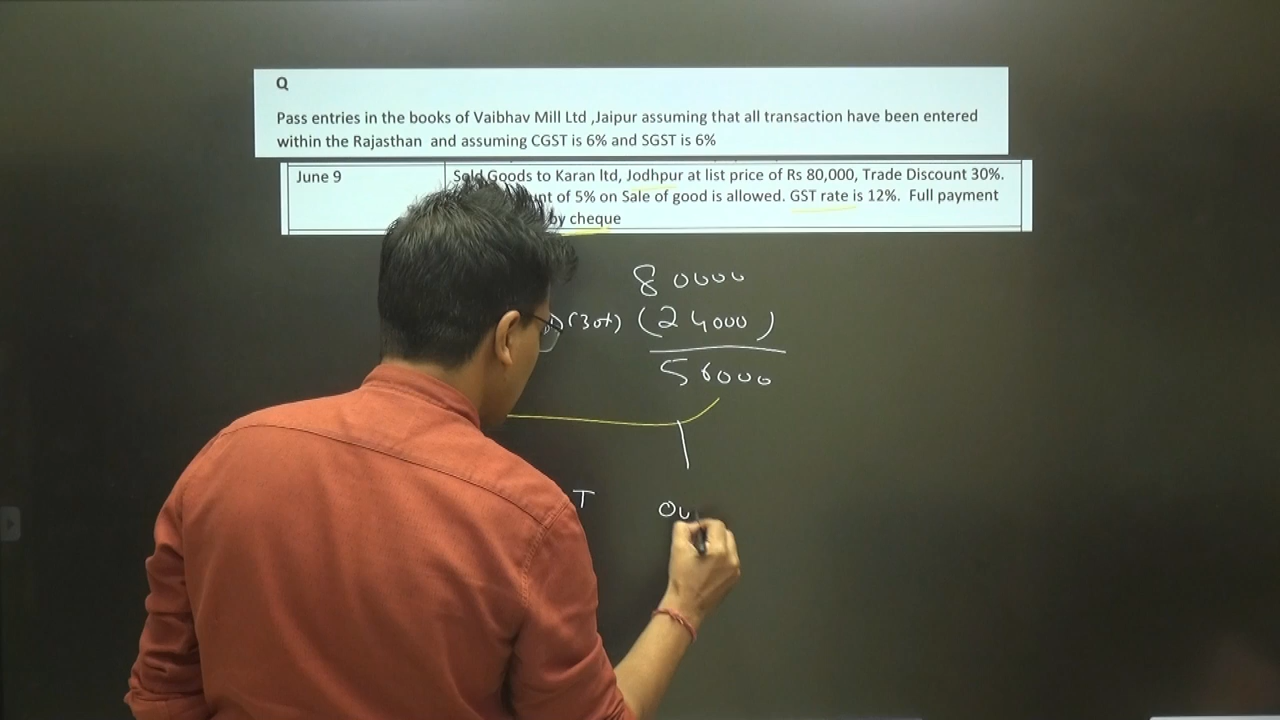 Q
Pass entries in the books of Vaibhav Mill Ltd ,Jaipur assuming that all transaction have been entered
within the Rajasthan and assuming CGST is 6% and SGST is 6%
June 9
Sold Goods to Karan ltd, Jodhpur at list price of Rs 80,000, Trade Discount 30%.
of 5% on Sale of good is allowed. GST rate is 12%. Full payment
by cheque
80000
(30%) (24000)
56000
T
Ou